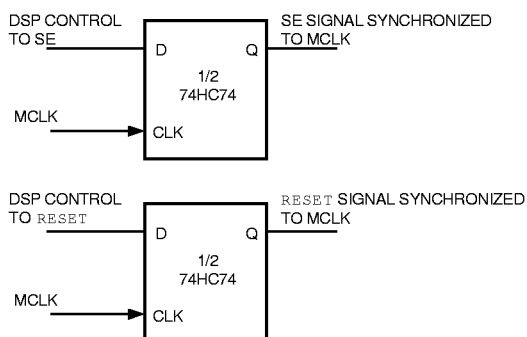 DSP CONTROL
TO SE
SE SIGNAL SYNCHRONIZED
TO MCLK
D
Q
1/2
74HC74
MCLK
CLK
DSP CONTROL
TO RESET
RESET SIGNAL SYNCHRONIZED
TO MCLK
D
Q
1/2
74HC74
MCLK
CLK